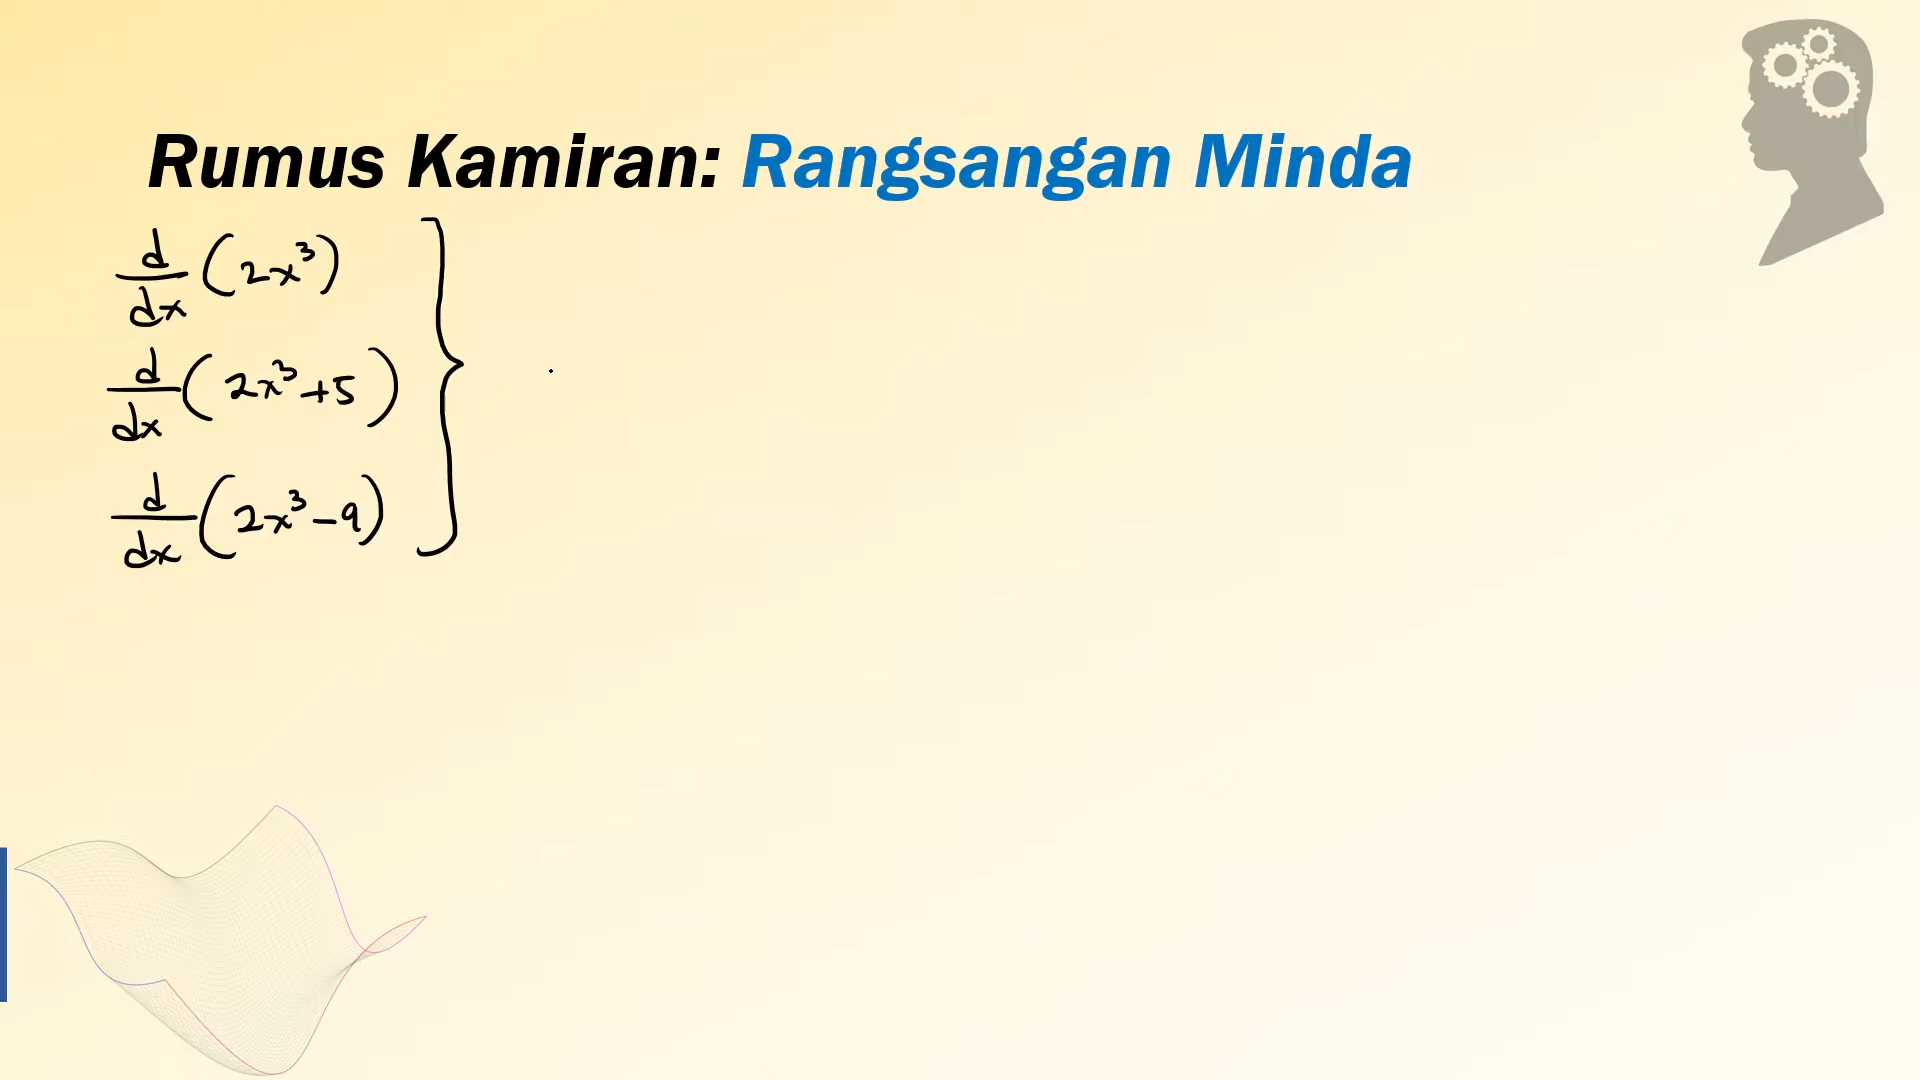 Rumus Kamiran: Rangsangan Minda
d/dx (2x³)
d/dx (2x³+5)
d/dx (2x³-9)